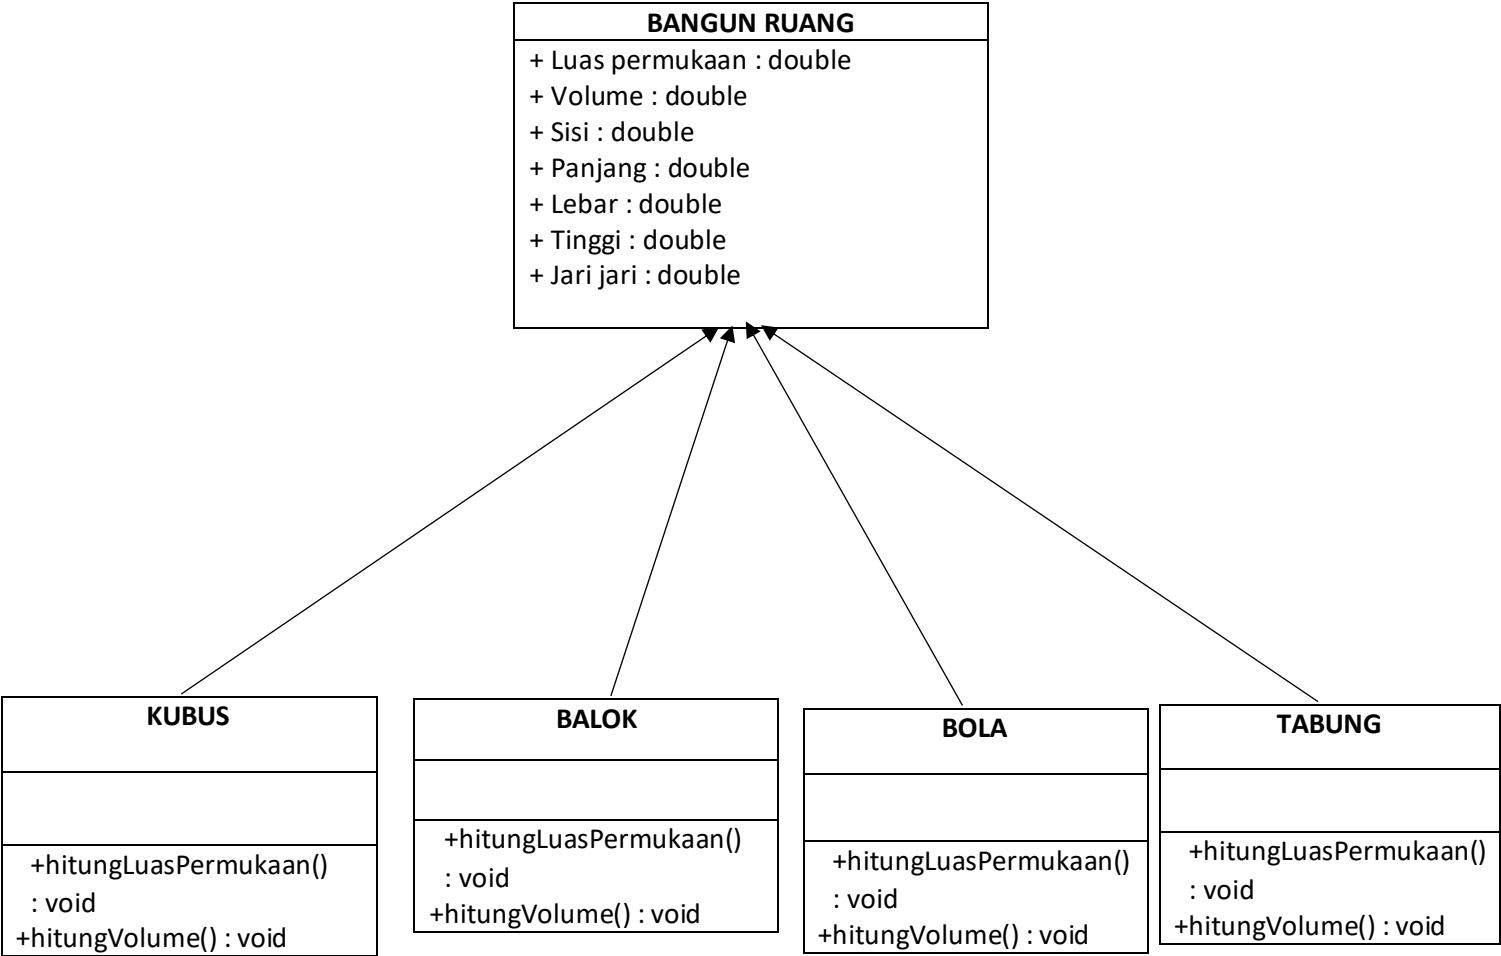 BANGUN RUANG
+ Luas permukaan : double
+ Volume : double
+ Sisi : double
+ Panjang : double
+ Lebar : double
+ Tinggi : double
+ Jari jari : double
KUBUS
+hitungLuasPermukaan()
: void
+hitungVolume() : void
BALOK
+hitungLuasPermukaan()
: void
+hitungVolume() : void
BOLA
+hitungLuasPermukaan()
: void
+hitungVolume() : void
TABUNG
+hitungLuasPermukaan()
: void
+hitungVolume() : void